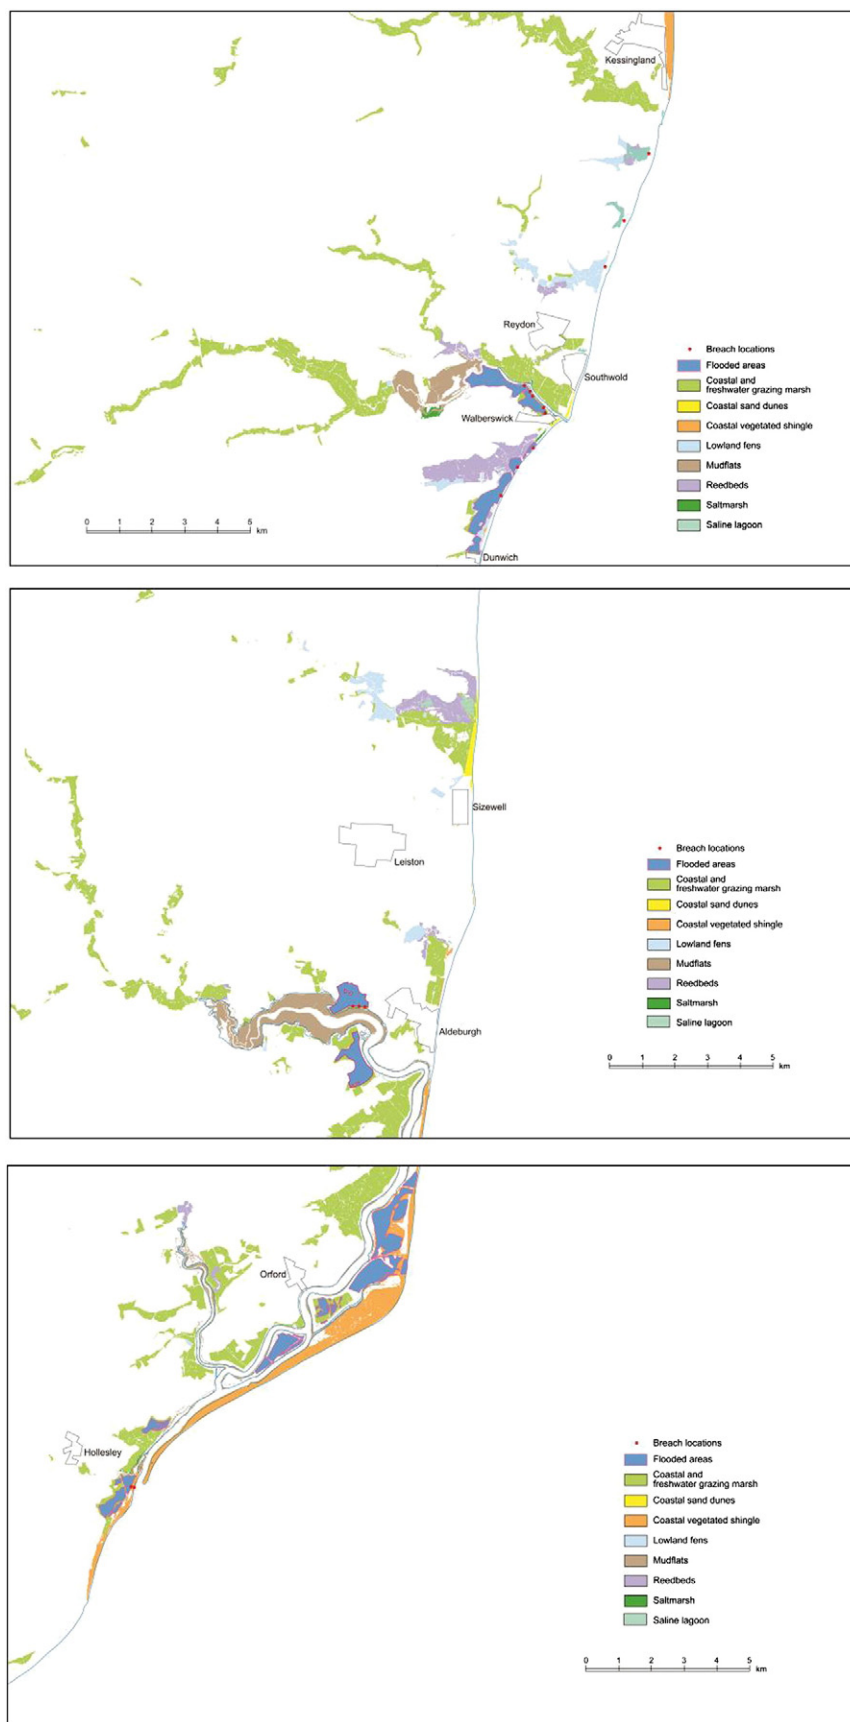 Kessingland
Reydon
Southwold
Walberswick
Dunwich
Breach locations
Flooded areas
Coastal and
freshwater grazing marsh
Coastal sand dunes
Coastal vegetated shingle
Lowland fens
Mudflats
Reedbeds
Saltmarsh
Saline lagoon
0 1 2 3 4 5
km
Sizewell
Leiston
Aldeburgh
Breach locations
Flooded areas
Coastal and
freshwater grazing marsh
Coastal sand dunes
Coastal vegetated shingle
Lowland fens
Mudflats
Reedbeds
Saltmarsh
Saline lagoon
0 1 2 3 4 5
km
Orford
Hollesley
Breach locations
Flooded areas
Coastal and
freshwater grazing marsh
Coastal sand dunes
Coastal vegetated shingle
Lowland fens
Mudflats
Reedbeds
Saltmarsh
Saline lagoon
0 1 2 3 4 5
km